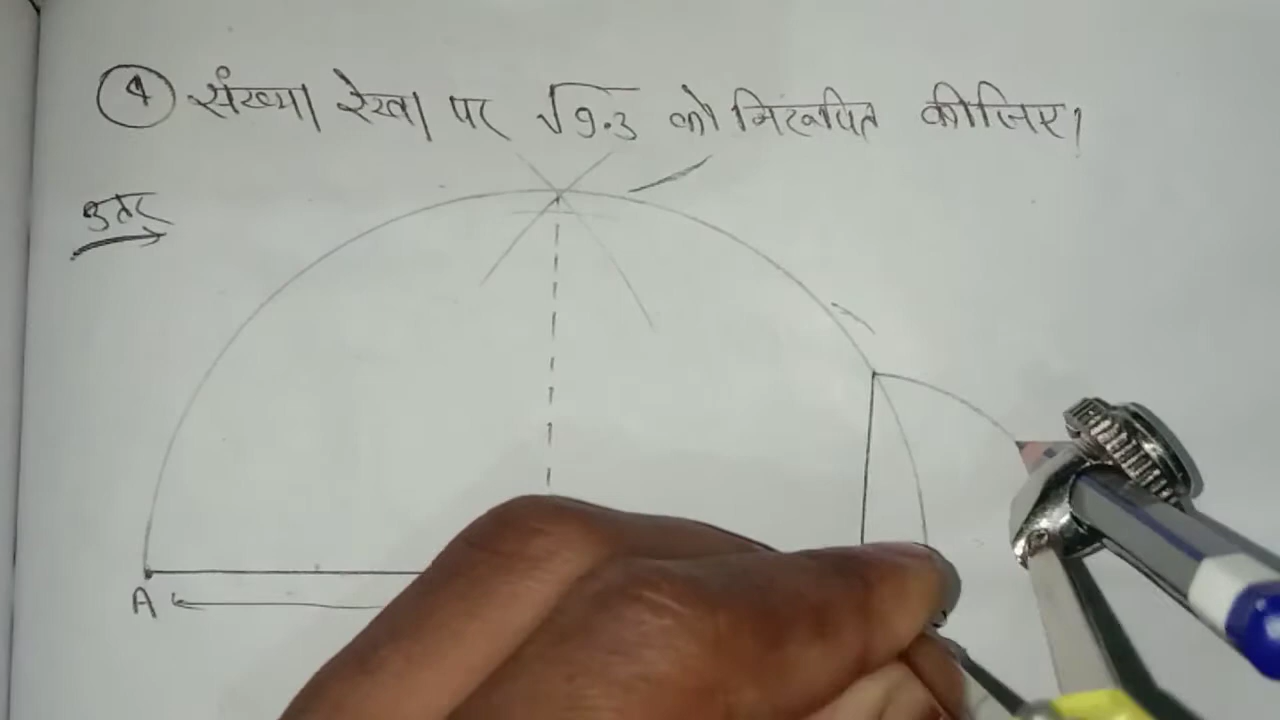 ④ संख्या रेखा पर √9.3 को निरूपित कीजिए।
उत्तर
A